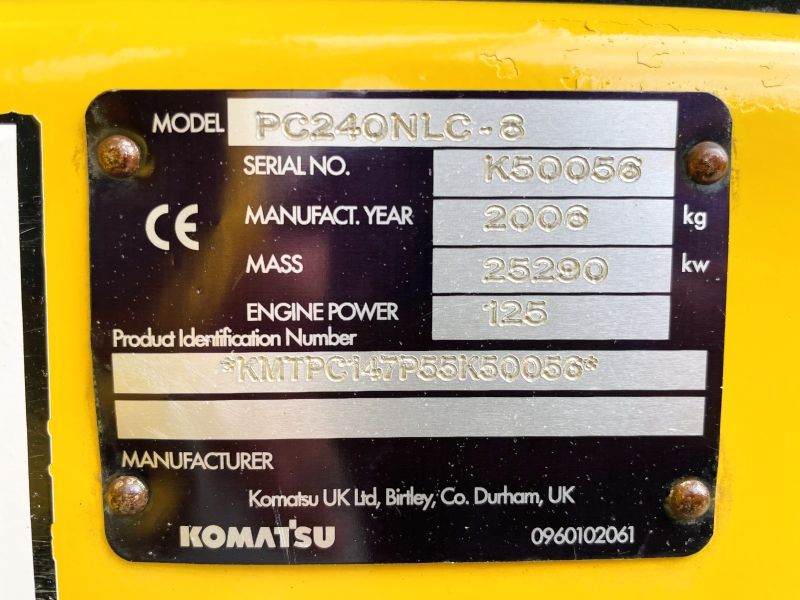 MODEL PC240NLC-8
SERIAL NO. K50056
CE MANUFACT. YEAR 2006 kg
MASS 25290 kw
ENGINE POWER 125
Product Identification Number
*KMTPC147P55K50056*
MANUFACTURER
Komatsu UK Ltd, Birtley, Co. Durham, UK
KOMATSU 0960102061